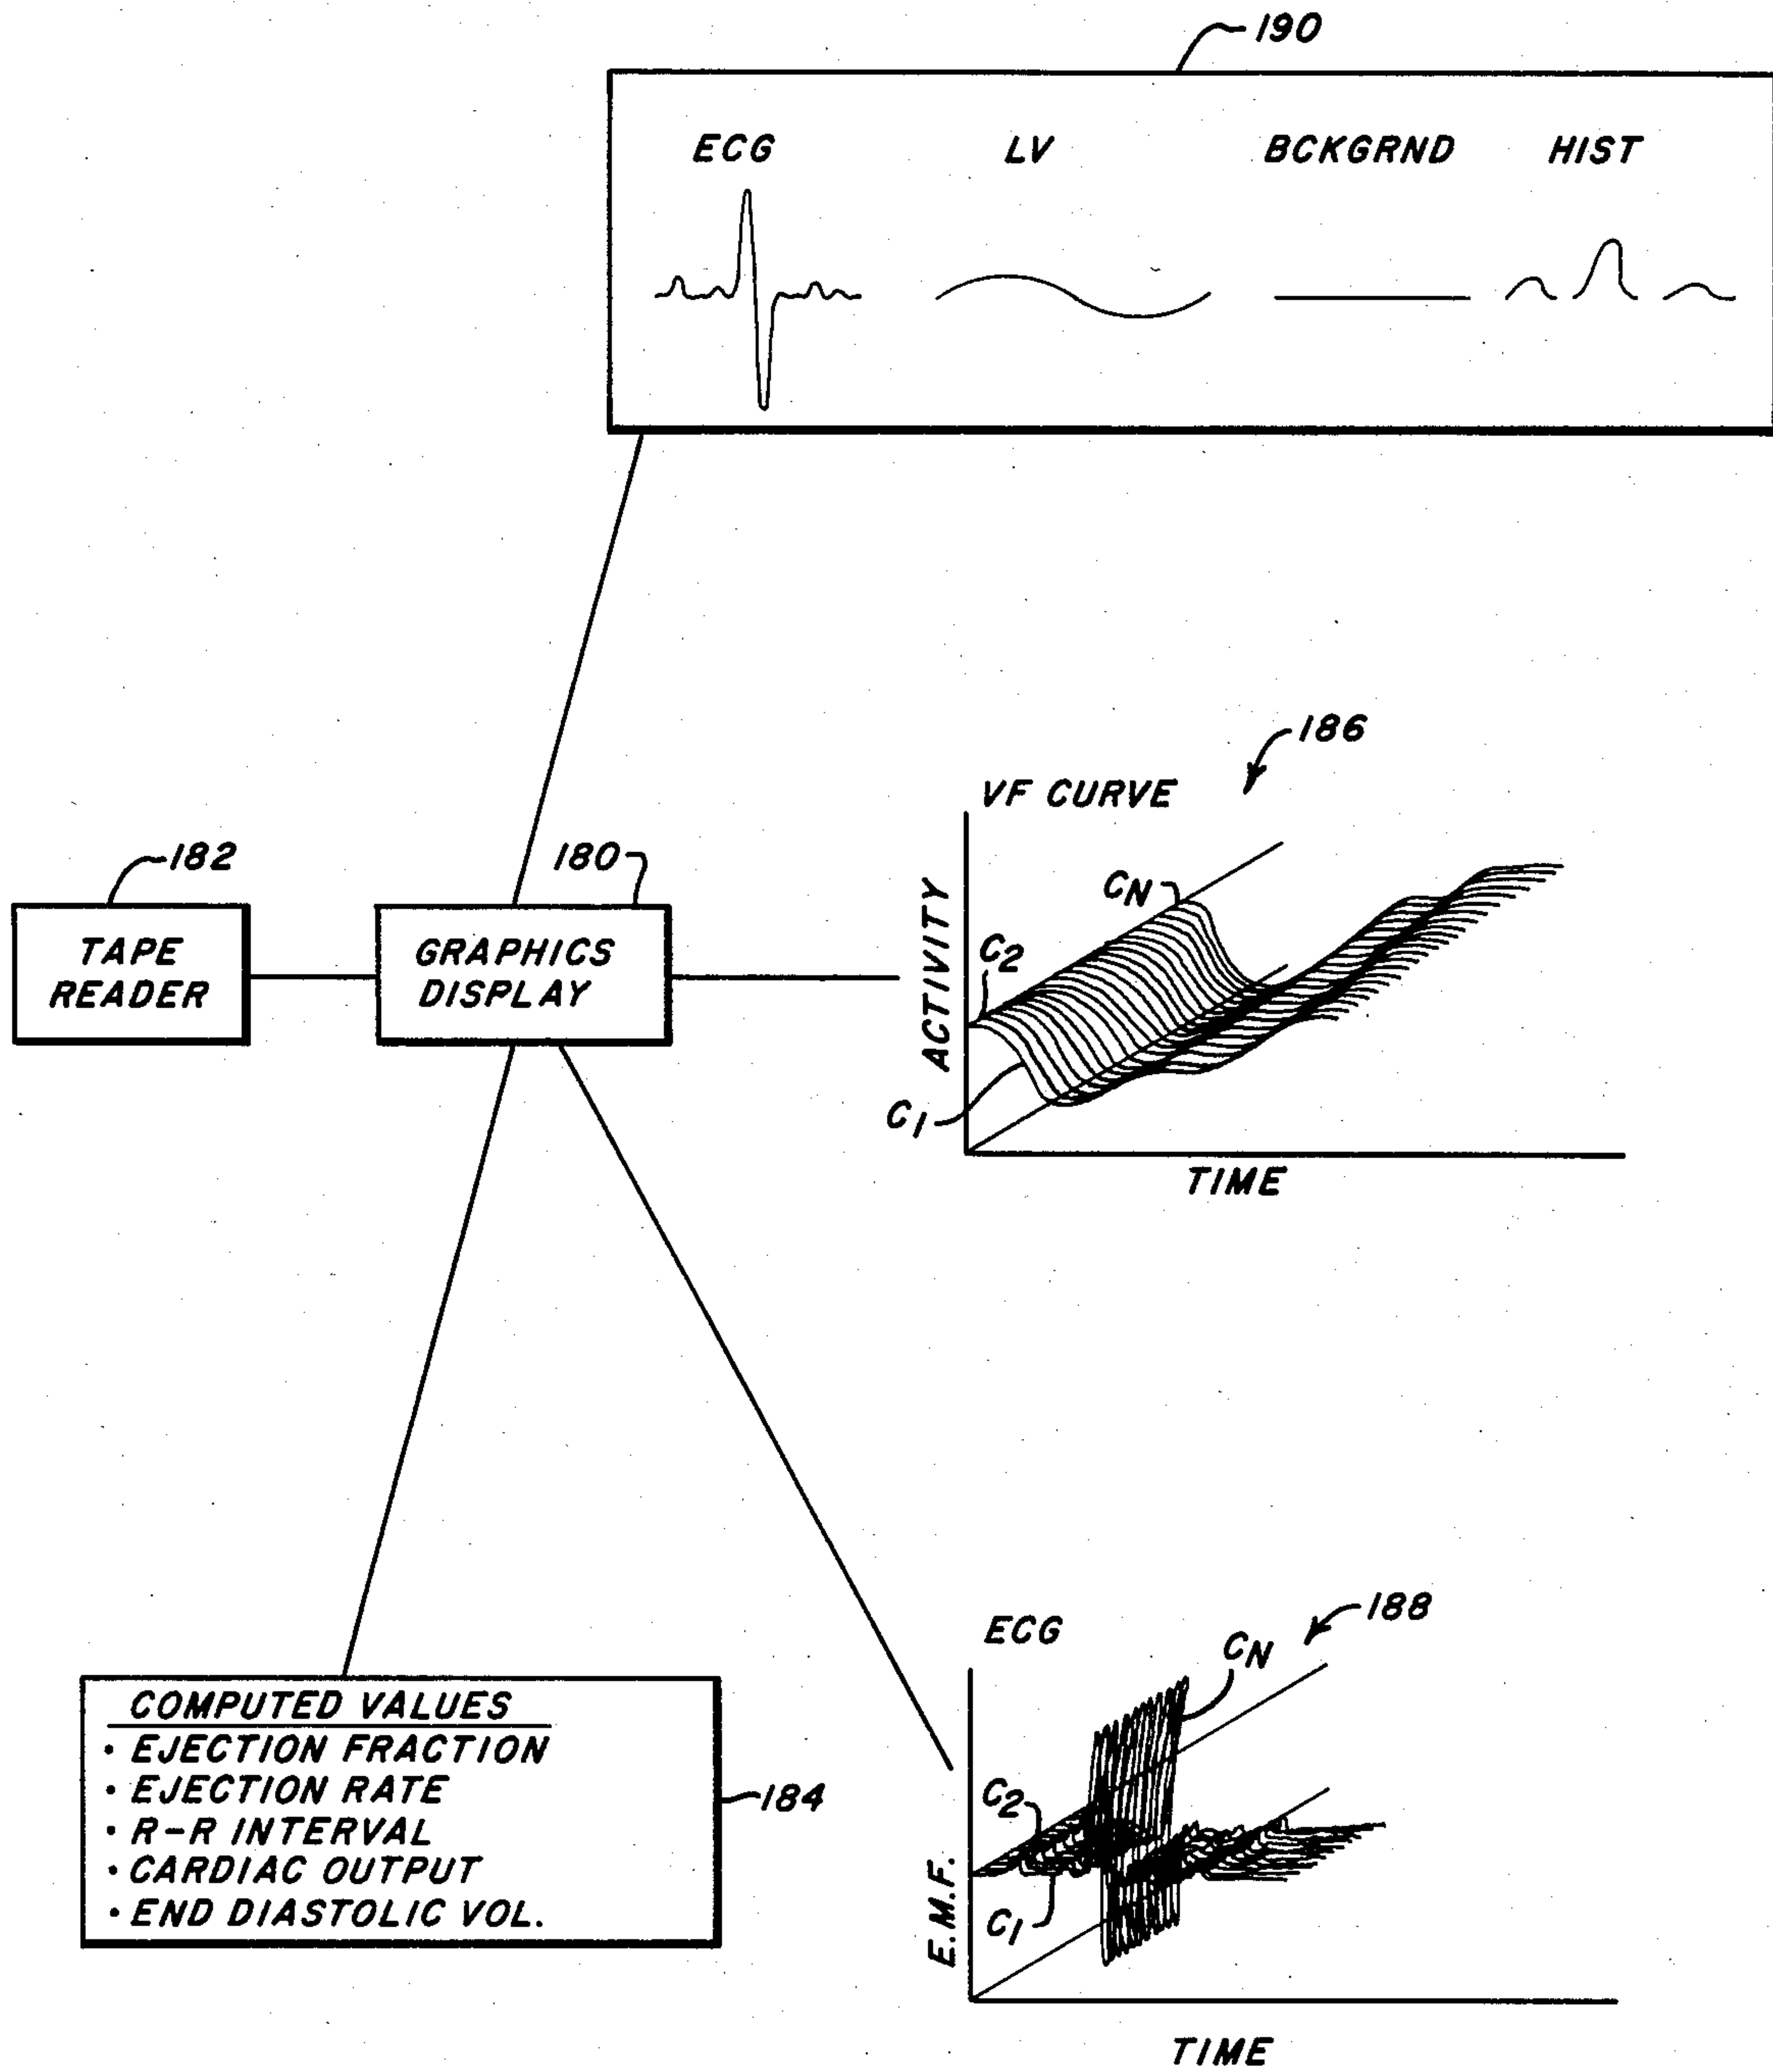 190
ECG LV BCKGRND HIST
186
VF CURVE
182
180
TAPE
READER
GRAPHICS
DISPLAY
ACTIVITY
CN
C2
C1
TIME
188
ECG
CN
COMPUTED VALUES
• EJECTION FRACTION
• EJECTION RATE
• R-R INTERVAL
• CARDIAC OUTPUT
• END DIASTOLIC VOL.
184
C2
C1
E.M.F.
TIME